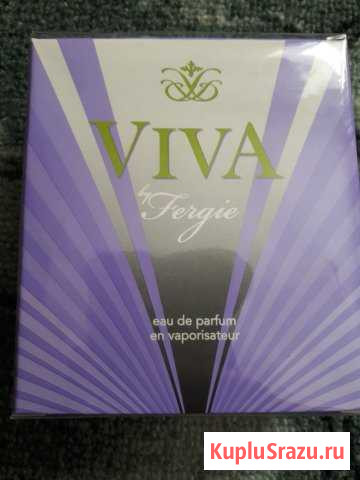 VIVA
by Fergie
eau de parfum
en vaporisateur
KupluSrazu.ru